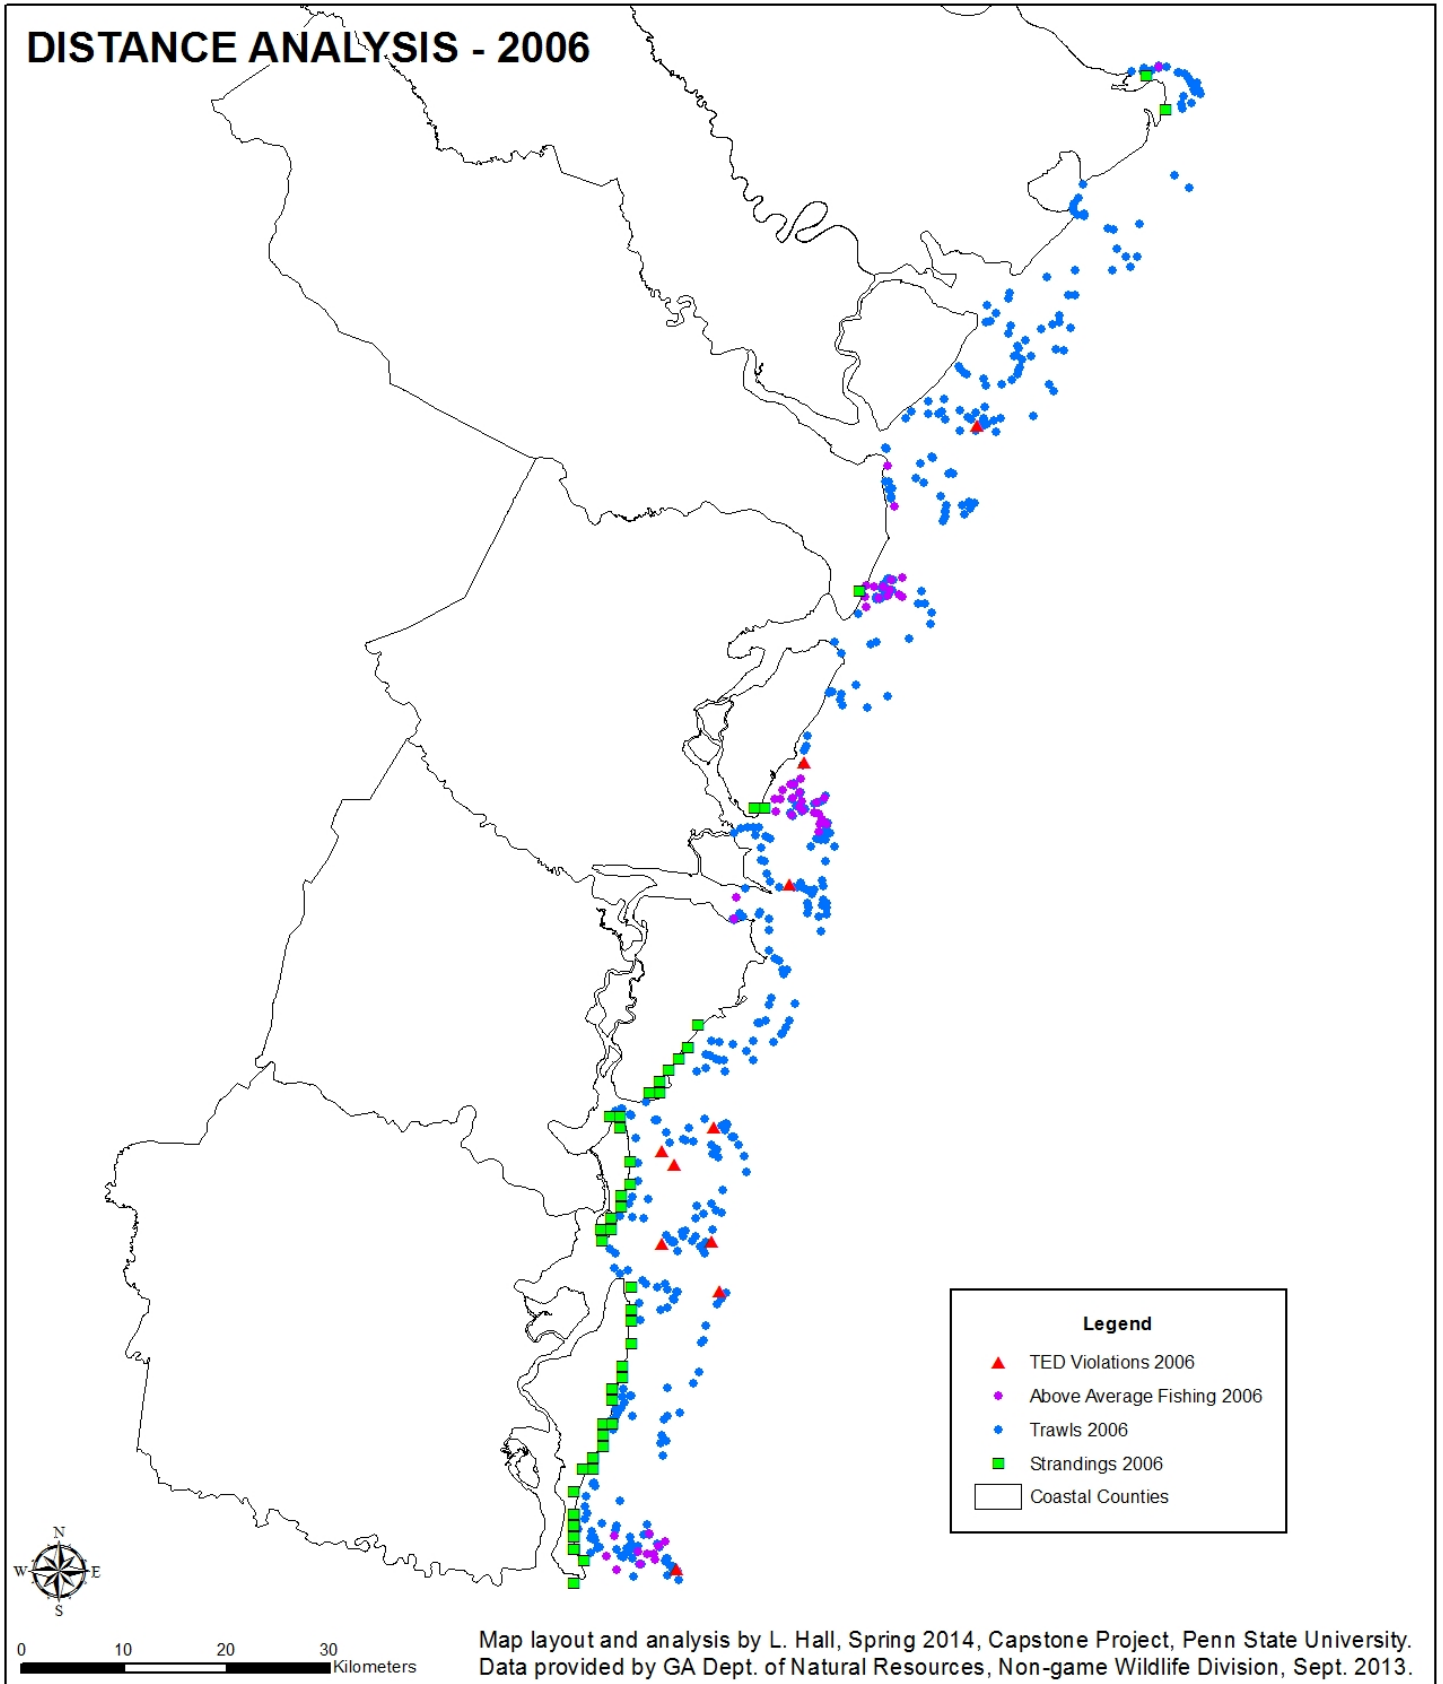 DISTANCE ANALYSIS - 2006
Legend
TED Violations 2006
Above Average Fishing 2006
Trawls 2006
Strandings 2006
Coastal Counties
N
W E
S
0 10 20 30
Kilometers
Map layout and analysis by L. Hall, Spring 2014, Capstone Project, Penn State University.
Data provided by GA Dept. of Natural Resources, Non-game Wildlife Division, Sept. 2013.